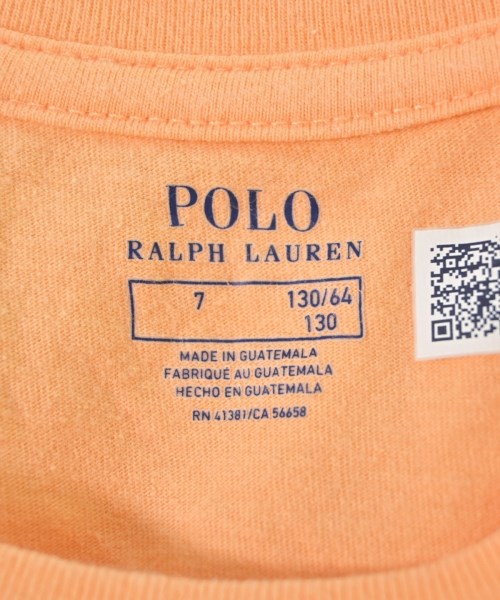 POLO
RALPH LAUREN
7 130/64
130
MADE IN GUATEMALA
FABRIQUÉ AU GUATEMALA
HECHO EN GUATEMALA
RN 41381/CA 56658